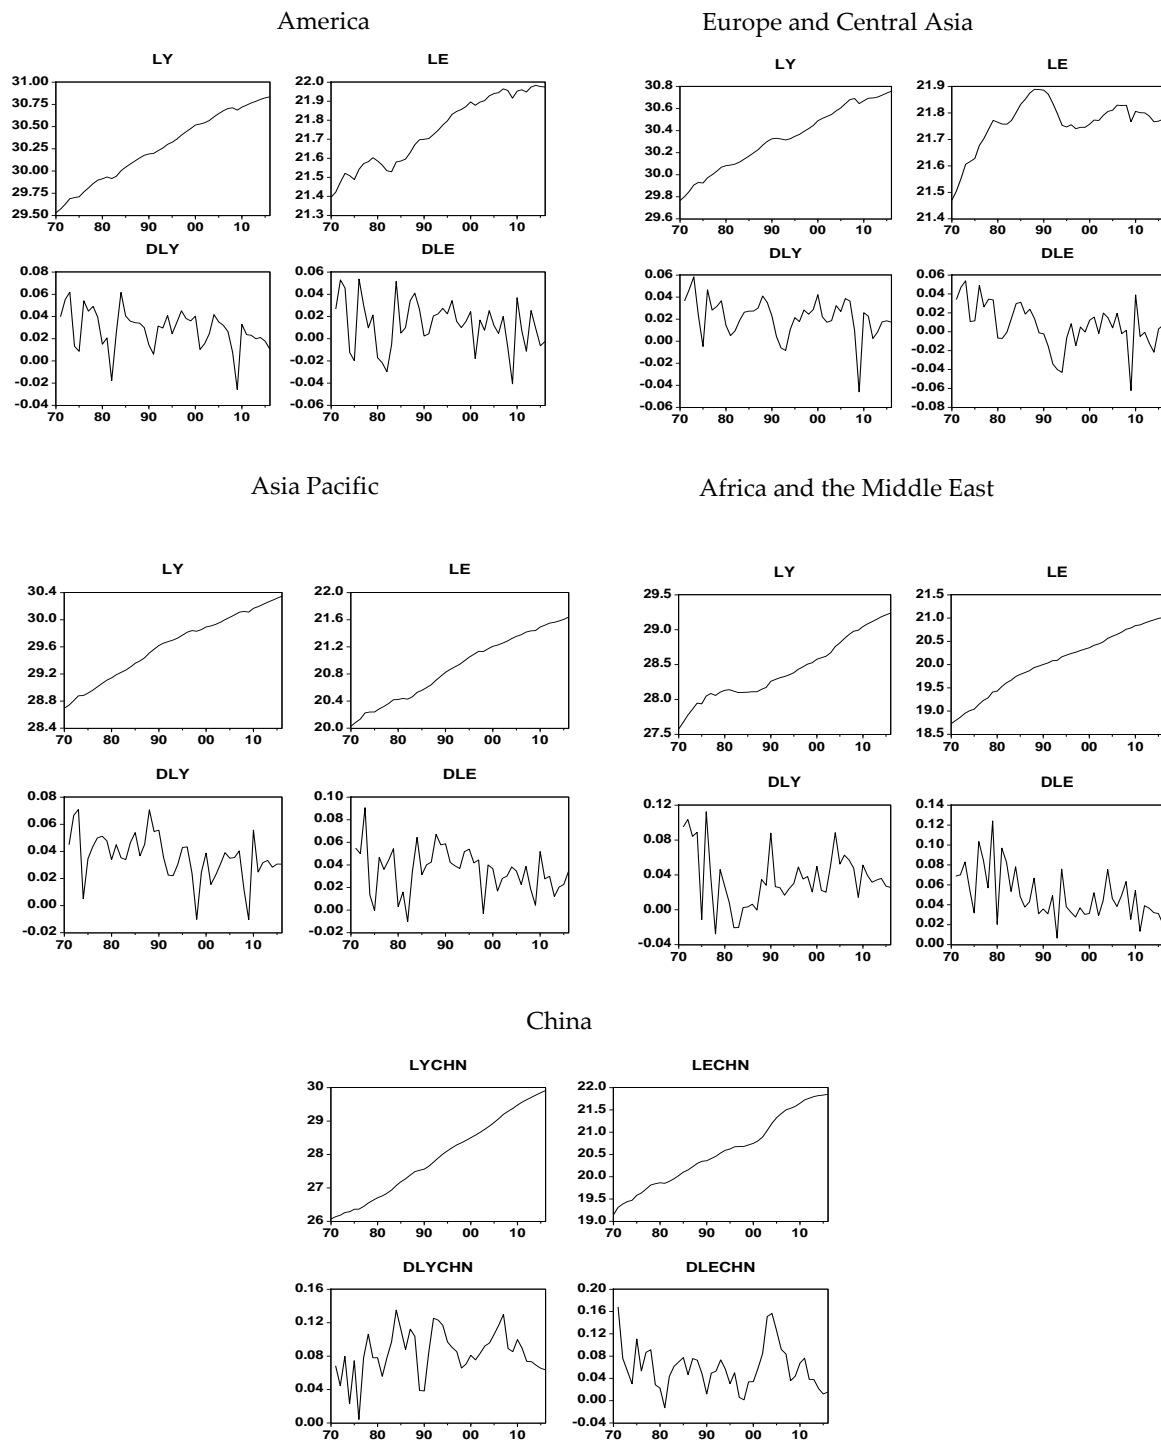 America
LY
31.00
30.75
30.50
30.25
30.00
29.75
29.50
70 80 90 00 10
LE
22.0
21.9
21.8
21.7
21.6
21.5
21.4
21.3
70 80 90 00 10
DLY
0.08
0.06
0.04
0.02
0.00
-0.02
-0.04
70 80 90 00 10
DLE
0.06
0.04
0.02
0.00
-0.02
-0.04
-0.06
70 80 90 00 10
Europe and Central Asia
LY
30.8
30.6
30.4
30.2
30.0
29.8
29.6
70 80 90 00 10
LE
21.9
21.8
21.7
21.6
21.5
21.4
70 80 90 00 10
DLY
0.06
0.04
0.02
0.00
-0.02
-0.04
-0.06
70 80 90 00 10
DLE
0.06
0.04
0.02
0.00
-0.02
-0.04
-0.06
-0.08
70 80 90 00 10
Asia Pacific
LY
30.4
30.0
29.6
29.2
28.8
28.4
70 80 90 00 10
LE
22.0
21.6
21.2
20.8
20.4
20.0
70 80 90 00 10
DLY
0.08
0.06
0.04
0.02
0.00
-0.02
70 80 90 00 10
DLE
0.10
0.08
0.06
0.04
0.02
0.00
-0.02
70 80 90 00 10
Africa and the Middle East
LY
29.5
29.0
28.5
28.0
27.5
70 80 90 00 10
LE
21.5
21.0
20.5
20.0
19.5
19.0
18.5
70 80 90 00 10
DLY
0.12
0.08
0.04
0.00
-0.04
70 80 90 00 10
DLE
0.14
0.12
0.10
0.08
0.06
0.04
0.02
0.00
70 80 90 00 10
China
LYCHN
30
29
28
27
26
70 80 90 00 10
LECHN
22.0
21.5
21.0
20.5
20.0
19.5
19.0
70 80 90 00 10
DLYCHN
0.16
0.12
0.08
0.04
0.00
70 80 90 00 10
DLECHN
0.20
0.16
0.12
0.08
0.04
0.00
-0.04
70 80 90 00 10